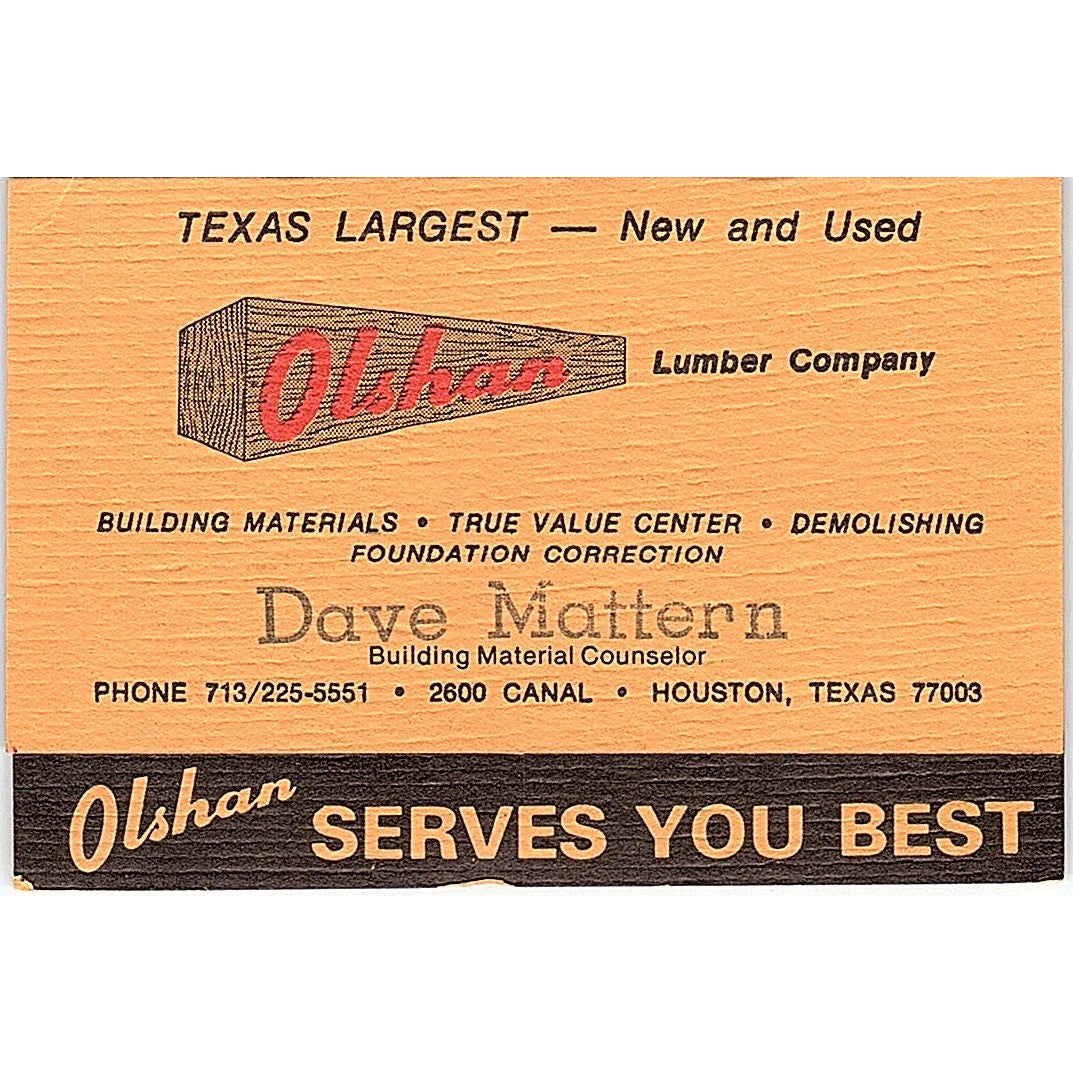 TEXAS LARGEST — New and Used
Olshan Lumber Company
BUILDING MATERIALS • TRUE VALUE CENTER • DEMOLISHING
FOUNDATION CORRECTION
Dave Mattern
Building Material Counselor
PHONE 713/225-5551 • 2600 CANAL • HOUSTON, TEXAS 77003
Olshan SERVES YOU BEST